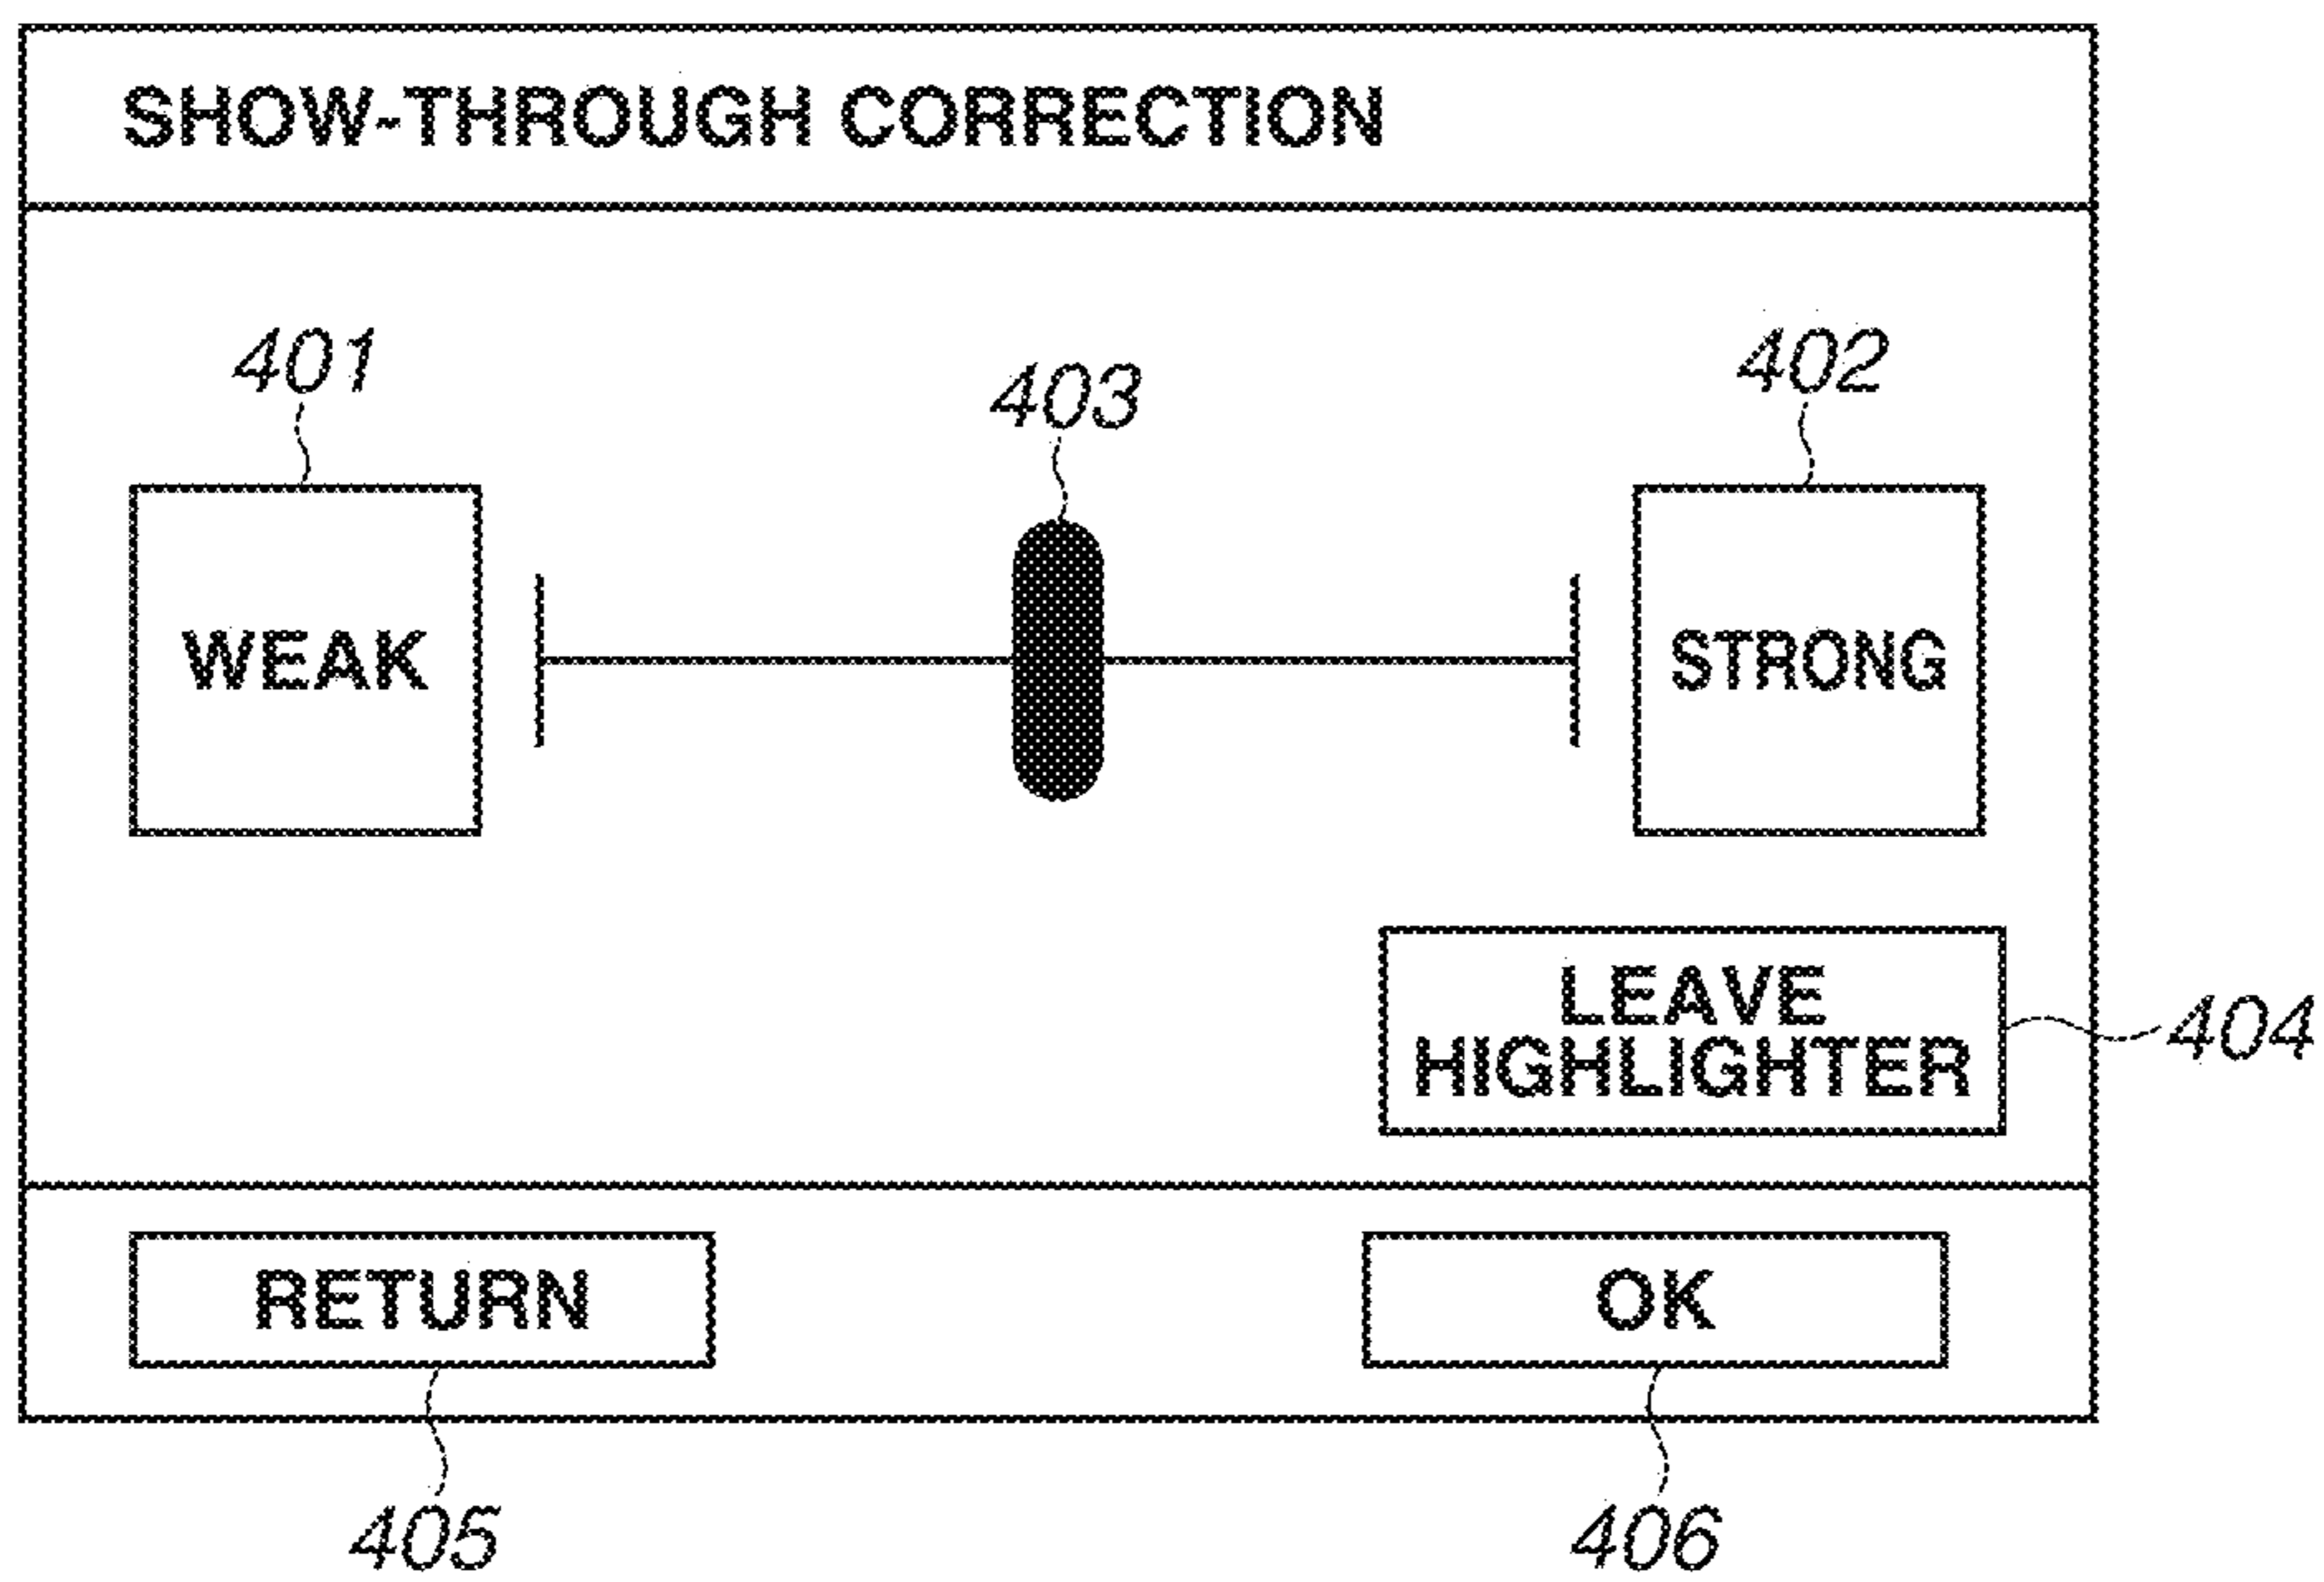 SHOW-THROUGH CORRECTION
401
403
402
WEAK
STRONG
LEAVE
HIGHLIGHTER
404
RETURN
OK
405
406